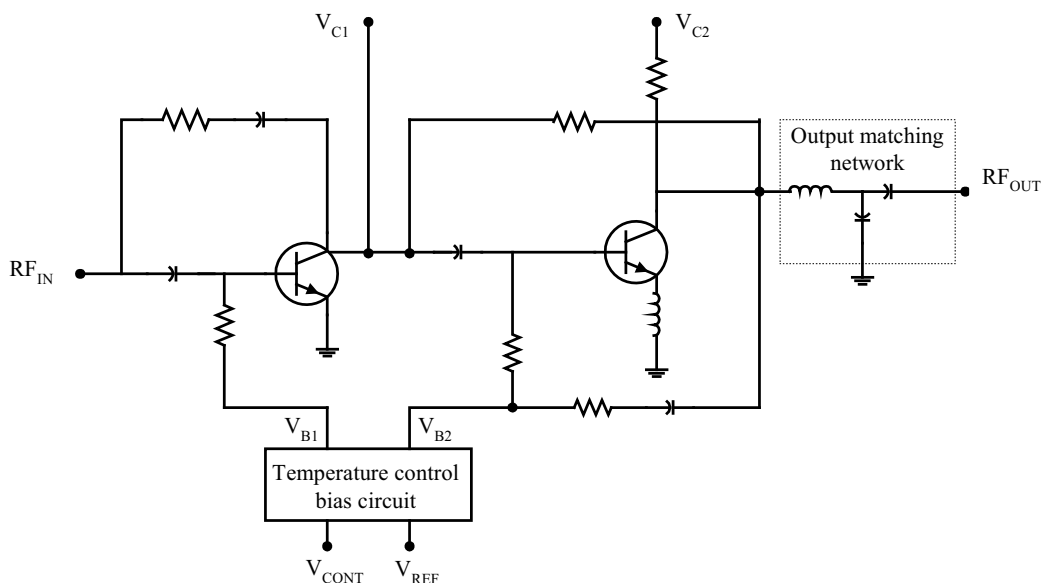 V_C1
V_C2
Output matching
network
RF_OUT
RF_IN
V_B1
V_B2
Temperature control
bias circuit
V_CONT
V_REF